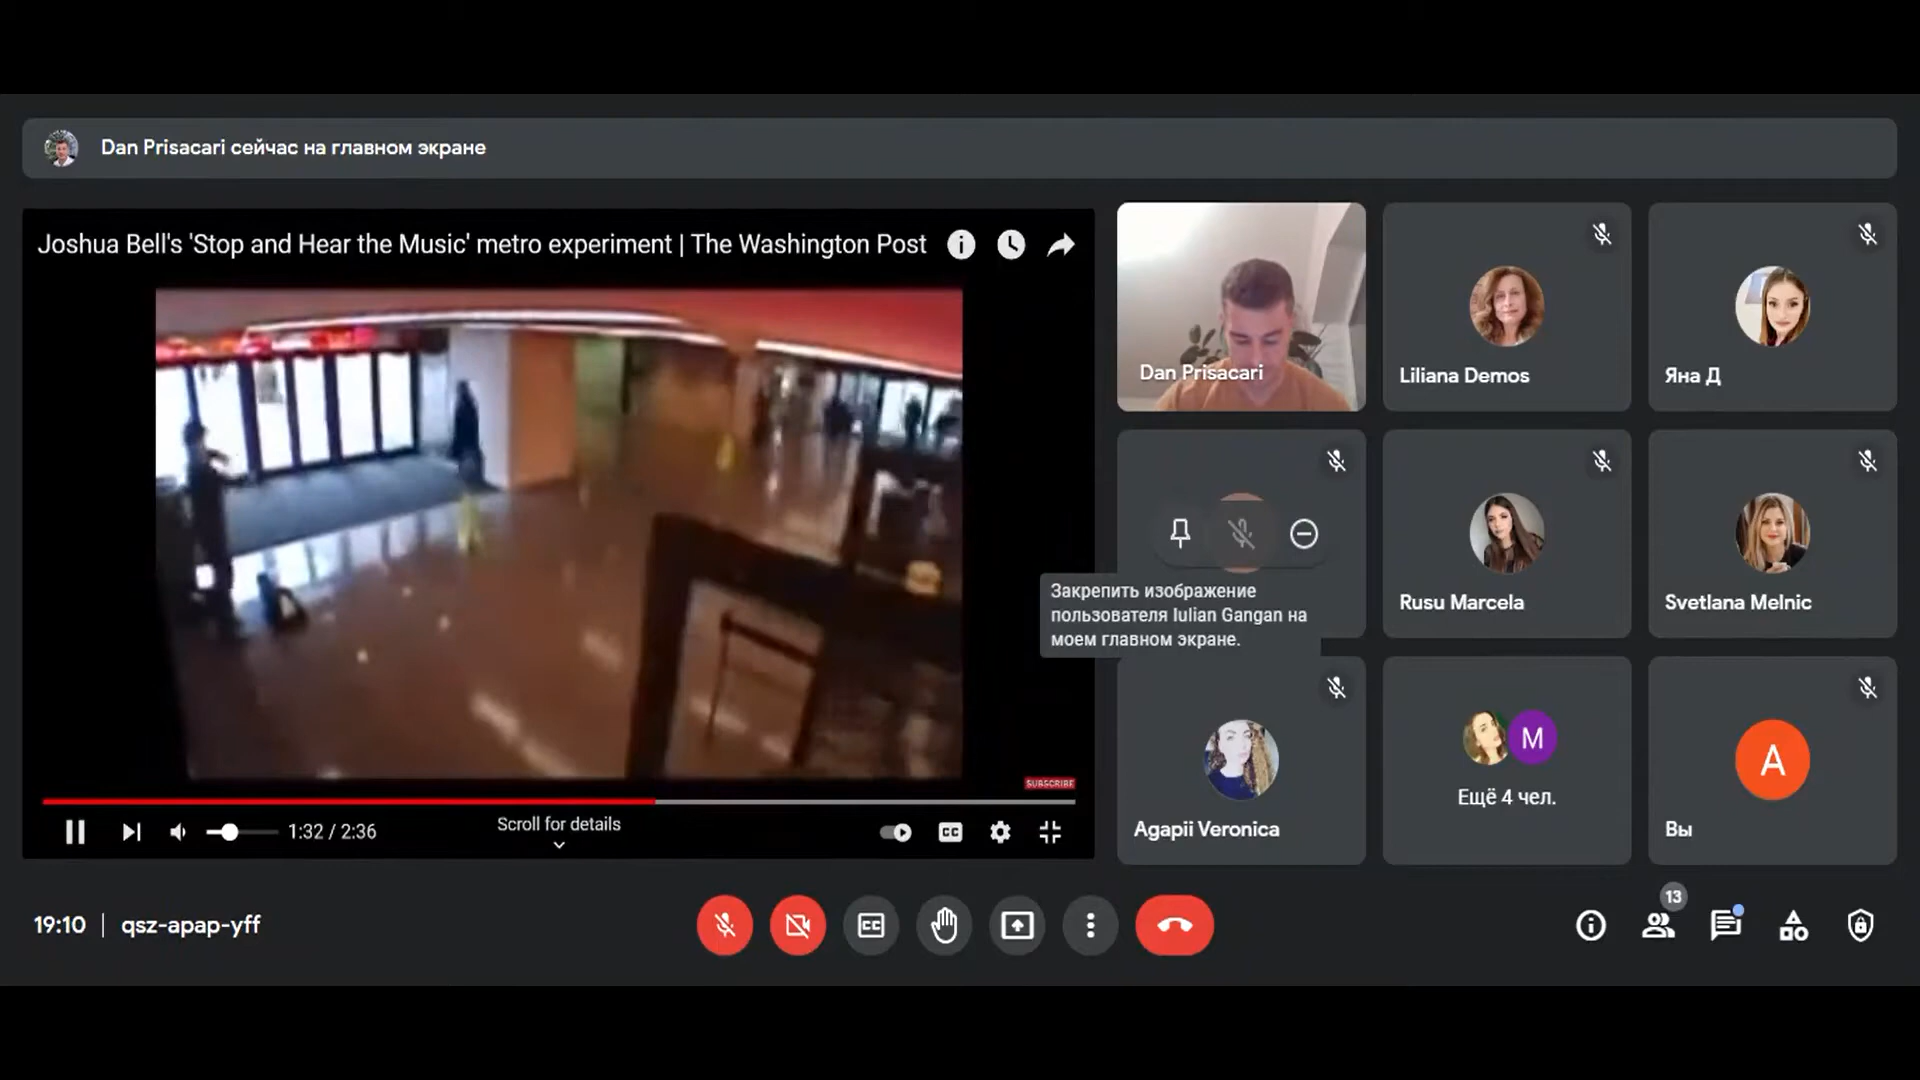 Dan Prisacari сейчас на главном экране
Joshua Bell's 'Stop and Hear the Music' metro experiment | The Washington Post
SUBSCRIBE
1:32 / 2:36
Scroll for details
CC
Dan Prisacari
Liliana Demos
Яна Д
Закрепить изображение
пользователя Iulian Gangan на
моем главном экране.
Rusu Marcela
Svetlana Melnic
Agapii Veronica
M
Ещё 4 чел.
A
Вы
19:10 | qsz-apap-yff
CC
13